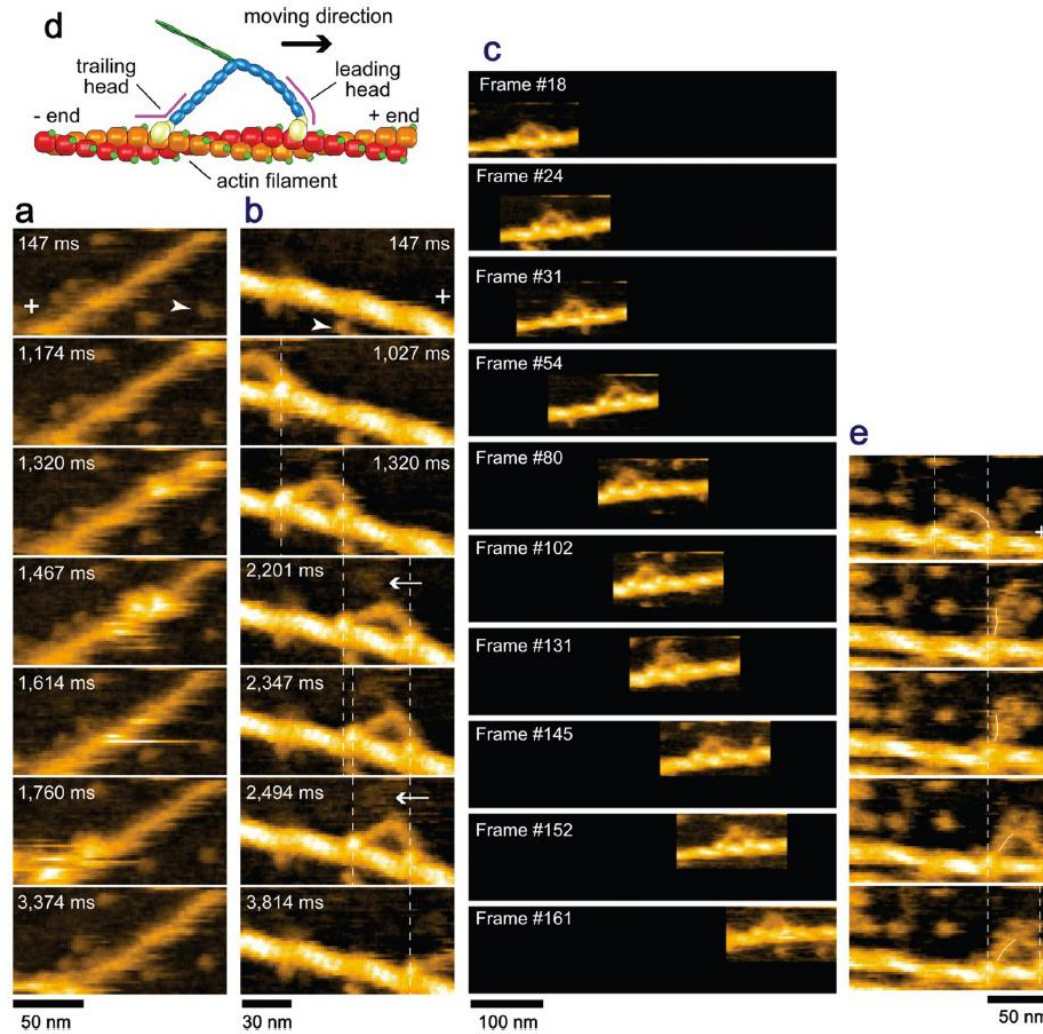 d
moving direction
trailing head
leading head
- end
+ end
actin filament
a
147 ms
+
1,174 ms
1,320 ms
1,467 ms
1,614 ms
1,760 ms
3,374 ms
50 nm
b
147 ms
+
1,027 ms
1,320 ms
2,201 ms
2,347 ms
2,494 ms
3,814 ms
30 nm
c
Frame #18
Frame #24
Frame #31
Frame #54
Frame #80
Frame #102
Frame #131
Frame #145
Frame #152
Frame #161
100 nm
e
+
50 nm